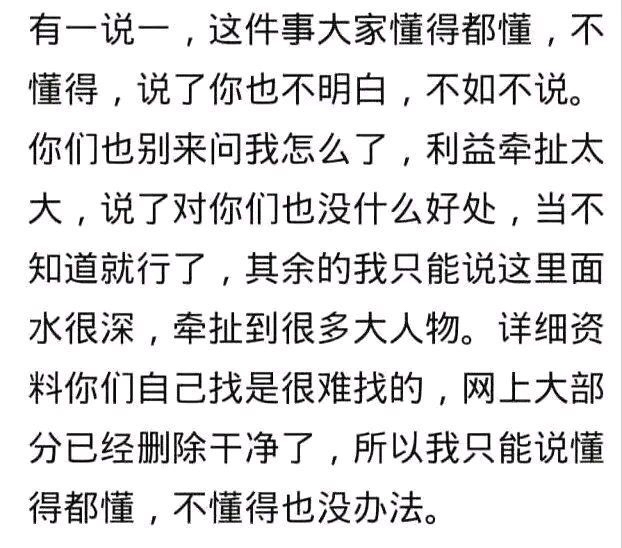 有一说一，这件事大家懂得都懂，不
懂得，说了你也不明白，不如不说。
你们也别来问我怎么了，利益牵扯太
大，说了对你们也没什么好处，当不
知道就行了，其余的我只能说这里面
水很深，牵扯到很多大人物。详细资
料你们自己找是很难找的，网上大部
分已经删除干净了，所以我只能说懂
得都懂，不懂得也没办法。